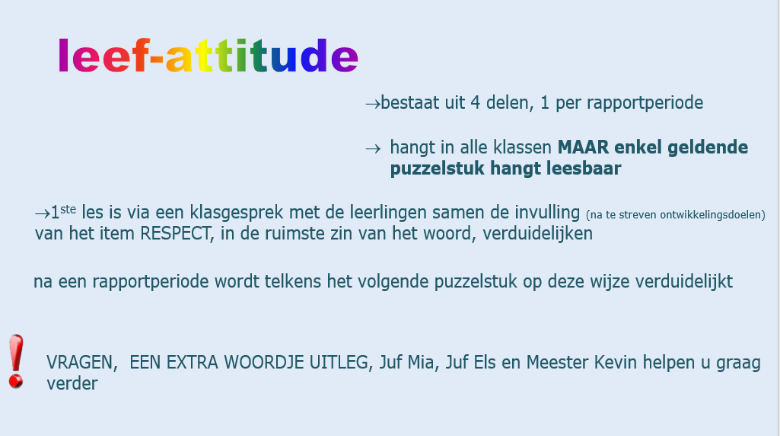 leef-attitude
→bestaat uit 4 delen, 1 per rapportperiode
→ hangt in alle klassen MAAR enkel geldende
puzzelstuk hangt leesbaar
→1ste les is via een klasgesprek met de leerlingen samen de invulling (na te streven ontwikkelingsdoelen)
van het item RESPECT, in de ruimste zin van het woord, verduidelijken
na een rapportperiode wordt telkens het volgende puzzelstuk op deze wijze verduidelijkt
VRAGEN, EEN EXTRA WOORDJE UITLEG, Juf Mia, Juf Els en Meester Kevin helpen u graag
verder